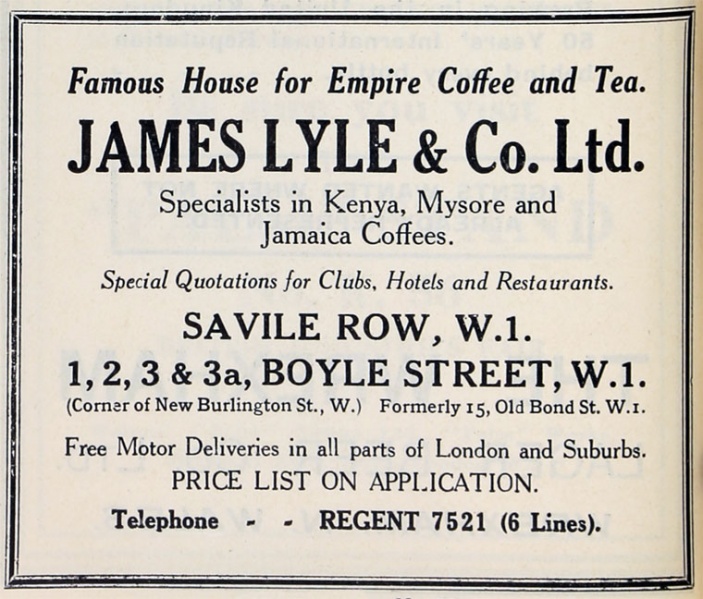 Famous House for Empire Coffee and Tea.
JAMES LYLE & Co. Ltd.
Specialists in Kenya, Mysore and
Jamaica Coffees.
Special Quotations for Clubs, Hotels and Restaurants.
SAVILE ROW, W.1.
1, 2, 3 & 3a, BOYLE STREET, W.1.
(Corner of New Burlington St., W.) Formerly 15, Old Bond St. W.1.
Free Motor Deliveries in all parts of London and Suburbs.
PRICE LIST ON APPLICATION.
Telephone - - REGENT 7521 (6 Lines).